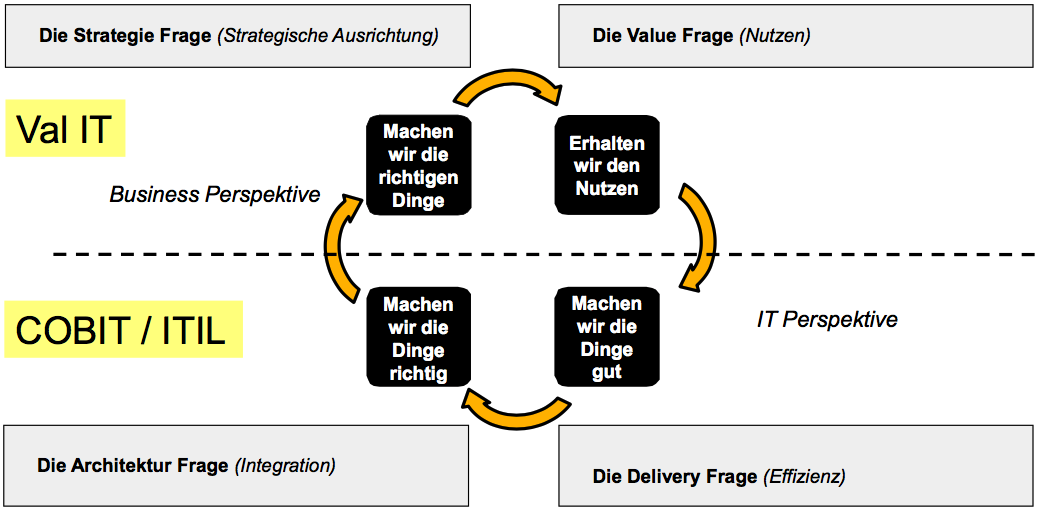 Die Strategie Frage (Strategische Ausrichtung)
Die Value Frage (Nutzen)
Val IT
Machen
wir die
richtigen
Dinge
Erhalten
wir den
Nutzen
Business Perspektive
COBIT / ITIL
Machen
wir die
Dinge
richtig
Machen
wir die
Dinge
gut
IT Perspektive
Die Architektur Frage (Integration)
Die Delivery Frage (Effizienz)